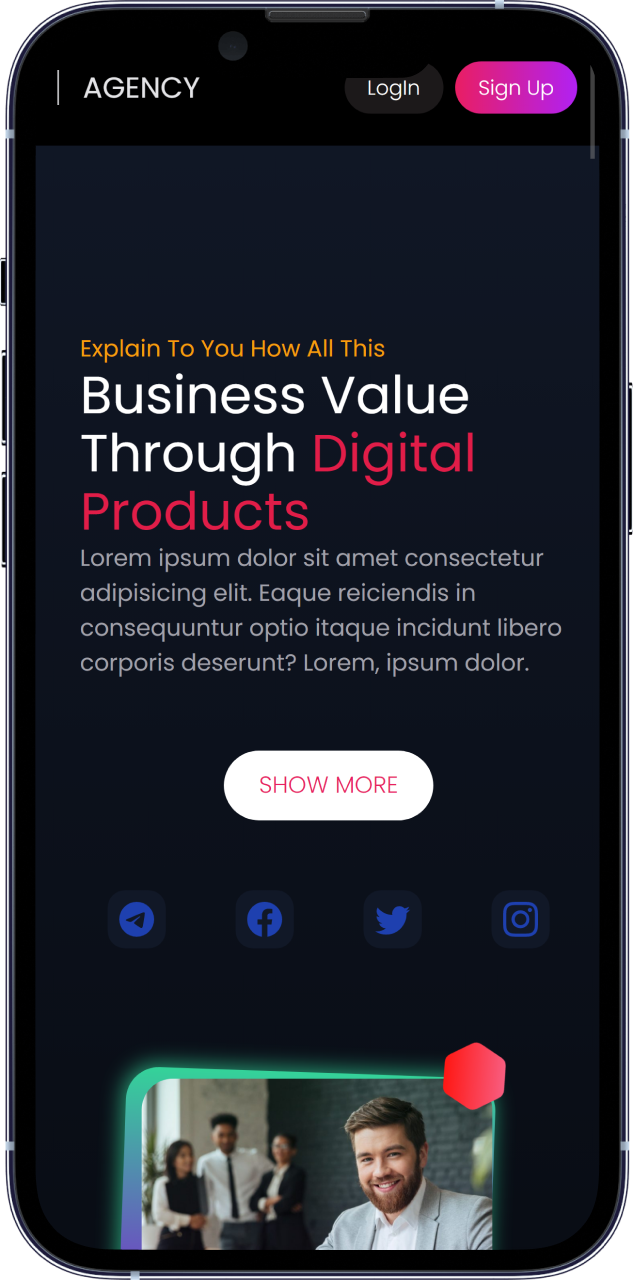 AGENCY
LogIn
Sign Up
Explain To You How All This
Business Value
Through Digital
Products
Lorem ipsum dolor sit amet consectetur
adipisicing elit. Eaque reiciendis in
consequuntur optio itaque incidunt libero
corporis deserunt? Lorem, ipsum dolor.
SHOW MORE